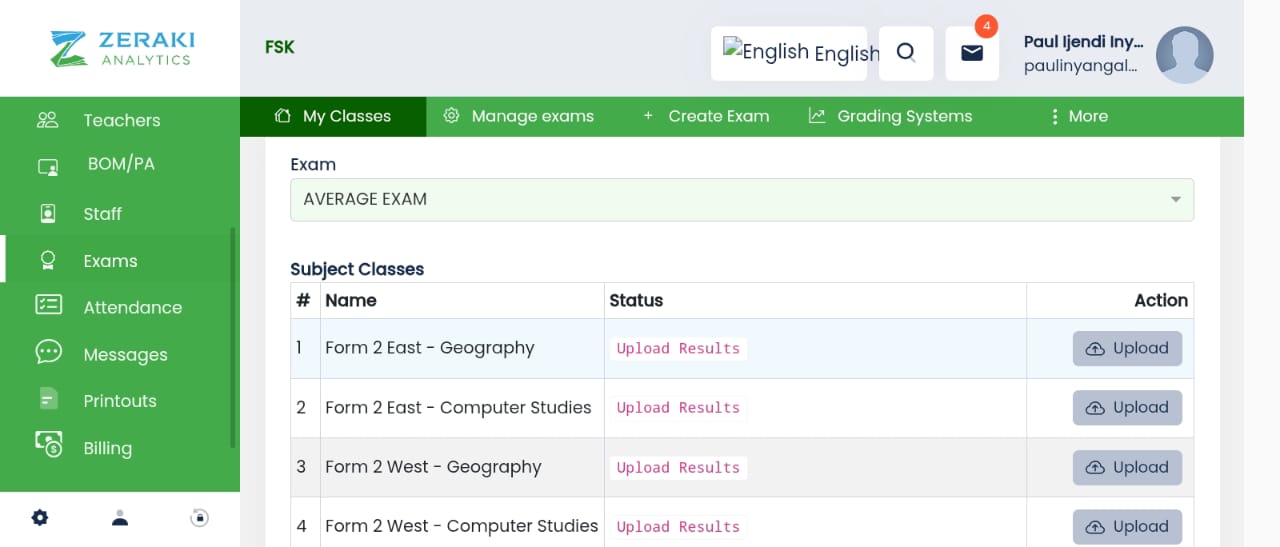 ZERAKI
ANALYTICS
FSK
English English
4
Paul Ijendi Iny...
paulinyangal...
My Classes
Manage exams
+ Create Exam
Grading Systems
More
Teachers
BOM/PA
Staff
Exams
Attendance
Messages
Printouts
Billing
Exam
AVERAGE EXAM
Subject Classes
# Name Status Action
1 Form 2 East - Geography Upload Results Upload
2 Form 2 East - Computer Studies Upload Results Upload
3 Form 2 West - Geography Upload Results Upload
4 Form 2 West - Computer Studies Upload Results Upload